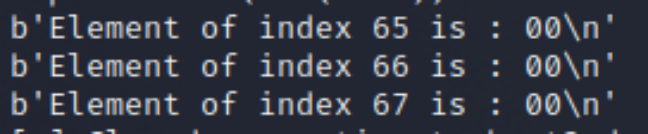 b'Element of index 65 is : 00\n'
b'Element of index 66 is : 00\n'
b'Element of index 67 is : 00\n'